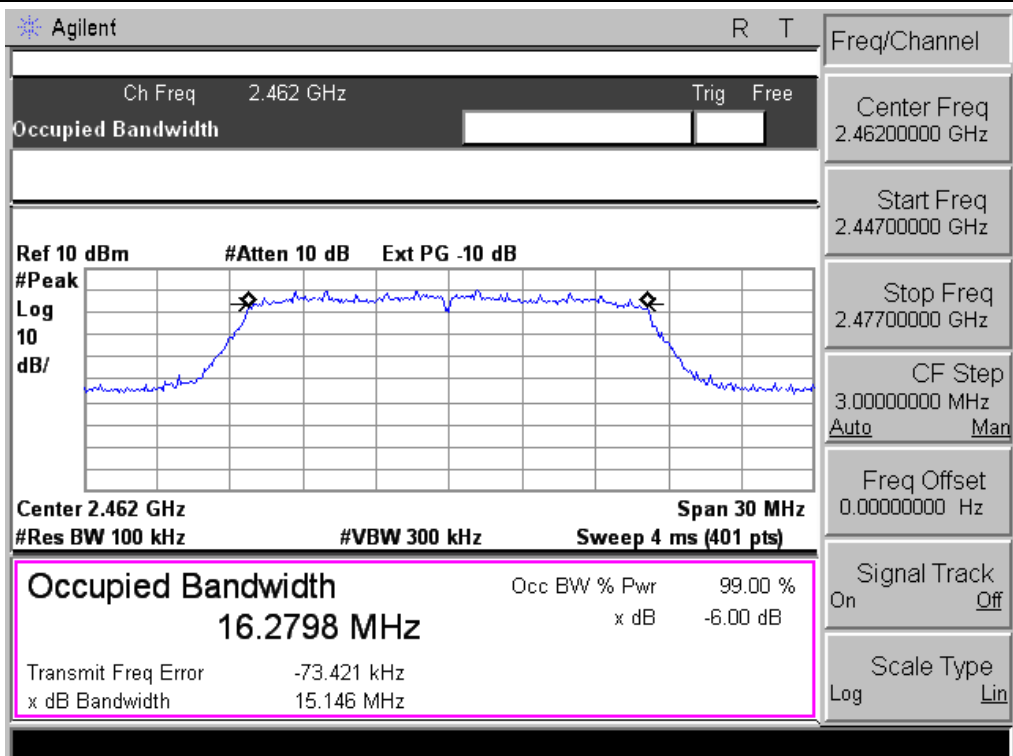 Agilent R T
Ch Freq 2.462 GHz Trig Free
Occupied Bandwidth
Ref 10 dBm #Atten 10 dB Ext PG -10 dB
#Peak
Log
10
dB/
Center 2.462 GHz Span 30 MHz
#Res BW 100 kHz #VBW 300 kHz Sweep 4 ms (401 pts)
Occupied Bandwidth Occ BW % Pwr 99.00 %
16.2798 MHz x dB -6.00 dB
Transmit Freq Error -73.421 kHz
x dB Bandwidth 15.146 MHz
Freq/Channel
Center Freq
2.46200000 GHz
Start Freq
2.44700000 GHz
Stop Freq
2.47700000 GHz
CF Step
3.00000000 MHz
Auto Man
Freq Offset
0.00000000 Hz
Signal Track
On Off
Scale Type
Log Lin